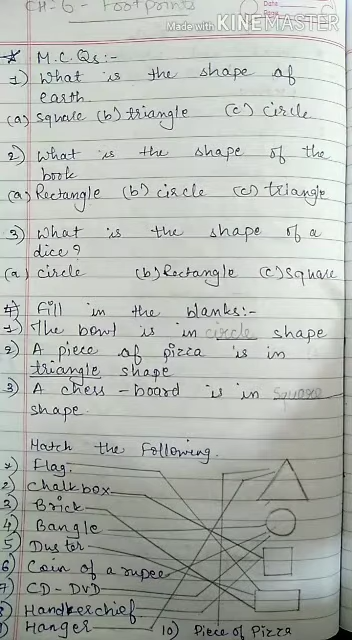 CH:6- Footprints
Date
Page
Made with KINEMASTER
* M.C.Qs:-
1) What is the shape of
earth
(a) Square (b) triangle (c) circle
2) What is the shape of the
book
(a) Rectangle (b) circle (c) triangle
3) What is the shape of a
dice?
(a) circle (b) Rectangle (c) Square
* Fill in the blanks:-
1) The bowl is in circle shape
2) A piece of pizza is in
triangle shape
3) A chess-board is in square
shape.
Match the following.
1) Flag
2) Chalkbox
3) Brick
4) Bangle
5) Duster
6) Coin of a rupee
7) CD-DVD
8) Handkerchief
9) Hanger 10) Piece of Pizza